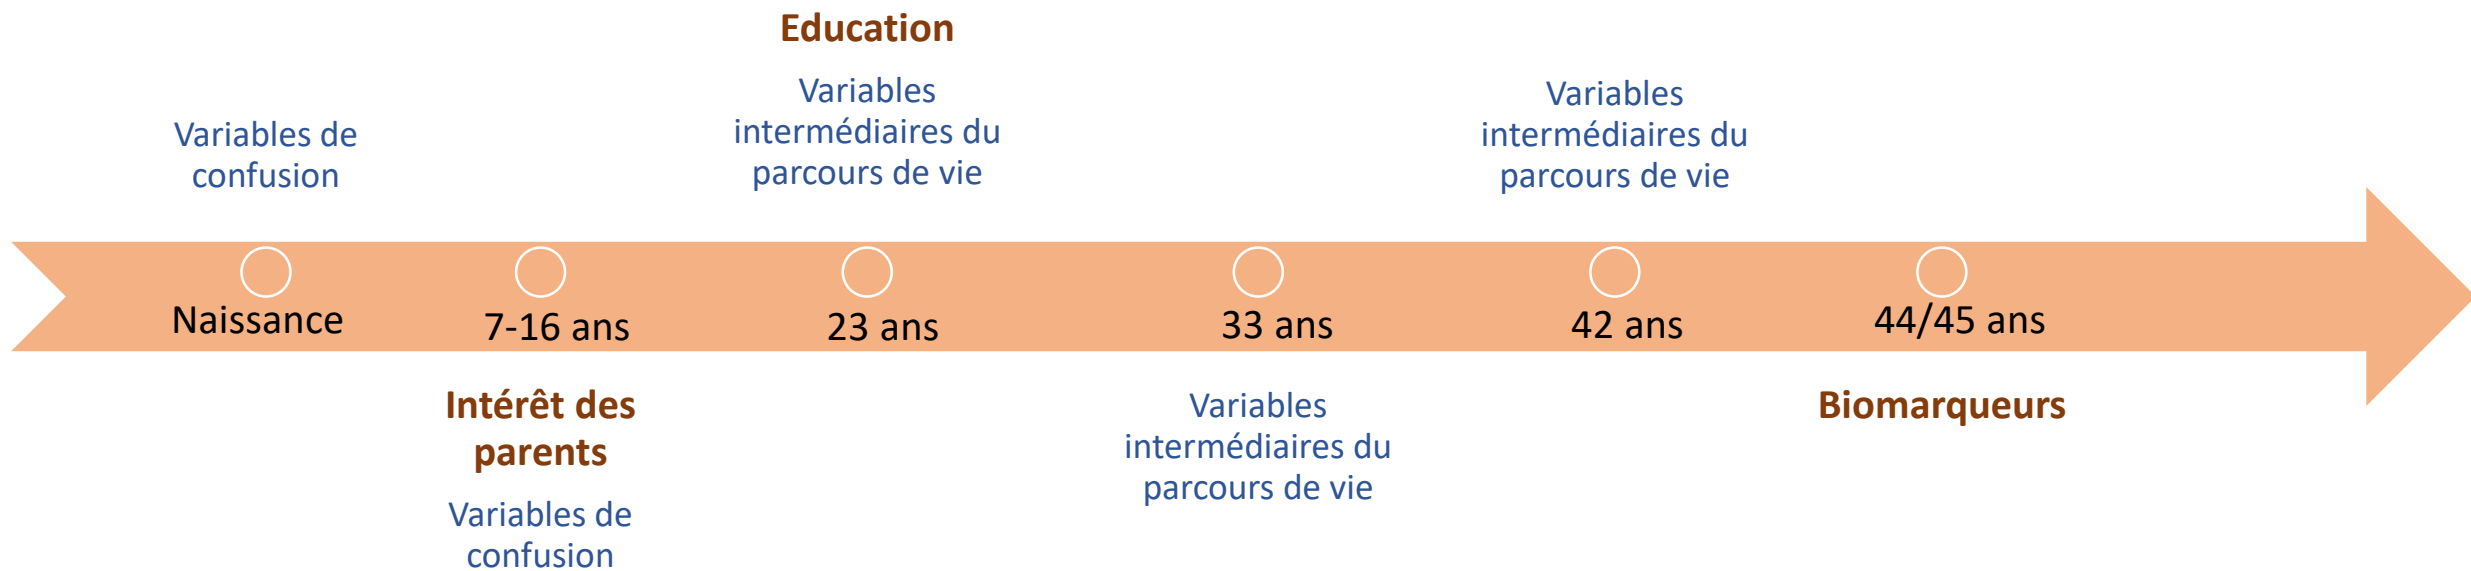 Education
Variables
intermédiaires du
parcours de vie
Variables de
confusion
Variables
intermédiaires du
parcours de vie
Naissance
7-16 ans
23 ans
33 ans
42 ans
44/45 ans
Intérêt des
parents
Variables de
confusion
Variables
intermédiaires du
parcours de vie
Biomarqueurs